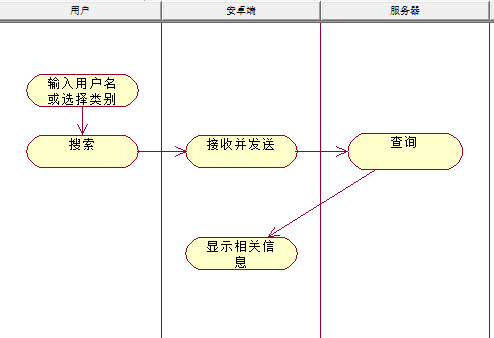 用户
安卓端
服务器
输入用户名
或选择类别
搜索
接收并发送
查询
显示相关信
息